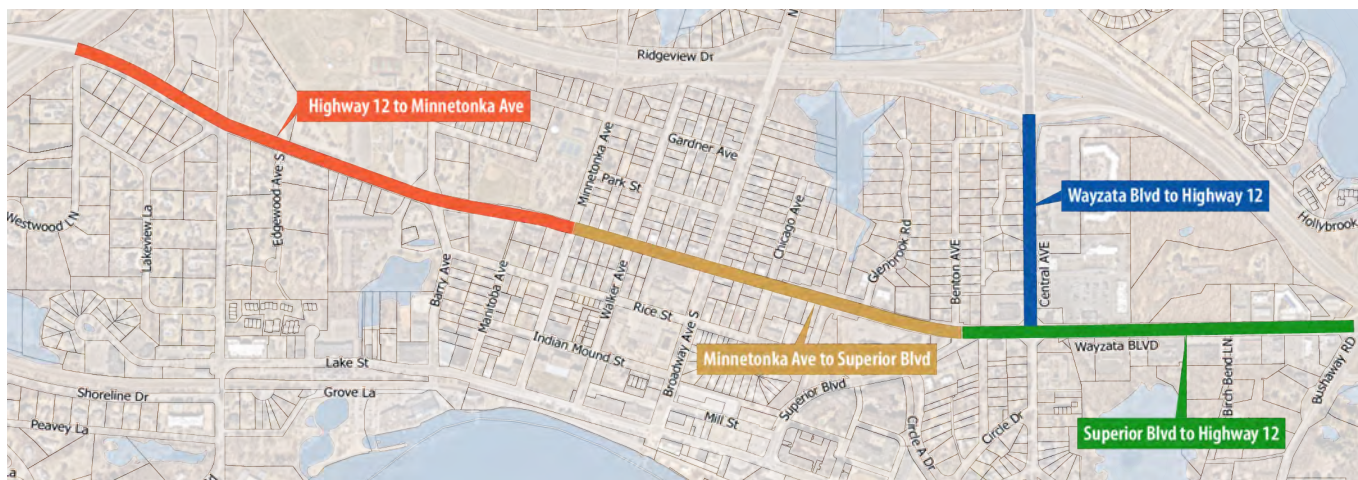 Ridgeview Dr
N
Highway 12 to Minnetonka Ave
Gardner Ave
Minnetonka Ave
Park St
Wayzata Blvd to Highway 12
Hollybrook
Westwood LN
Lakeview La
Edgewood Ave S
Chicago Ave
Glenbrook Rd
Benton AVE
Central AVE
Barry Ave
Manitoba Ave
Walker Ave
Rice St
Indian Mound St
Broadway Ave S
Minnetonka Ave to Superior Blvd
Wayzata BLVD
Birch Bend LN
Bushaway RD
Lake St
Shoreline Dr
Grove La
Superior Blvd
Mill St
Peavey La
Circle A Dr
Circle Dr
Superior Blvd to Highway 12
La